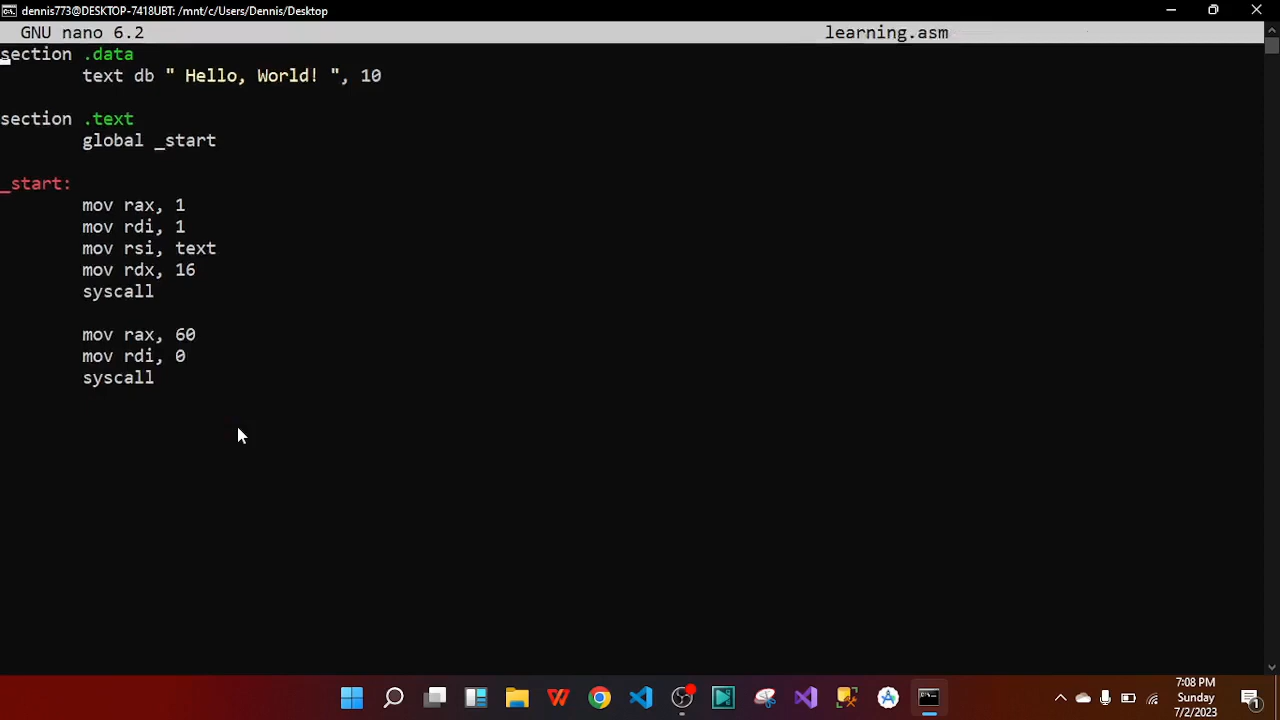 dennis773@DESKTOP-7418UBT: /mnt/c/Users/Dennis/Desktop
GNU nano 6.2 learning.asm
section .data
text db " Hello, World! ", 10
section .text
global _start
_start:
mov rax, 1
mov rdi, 1
mov rsi, text
mov rdx, 16
syscall
mov rax, 60
mov rdi, 0
syscall
7:08 PM
Sunday
7/2/2023
1